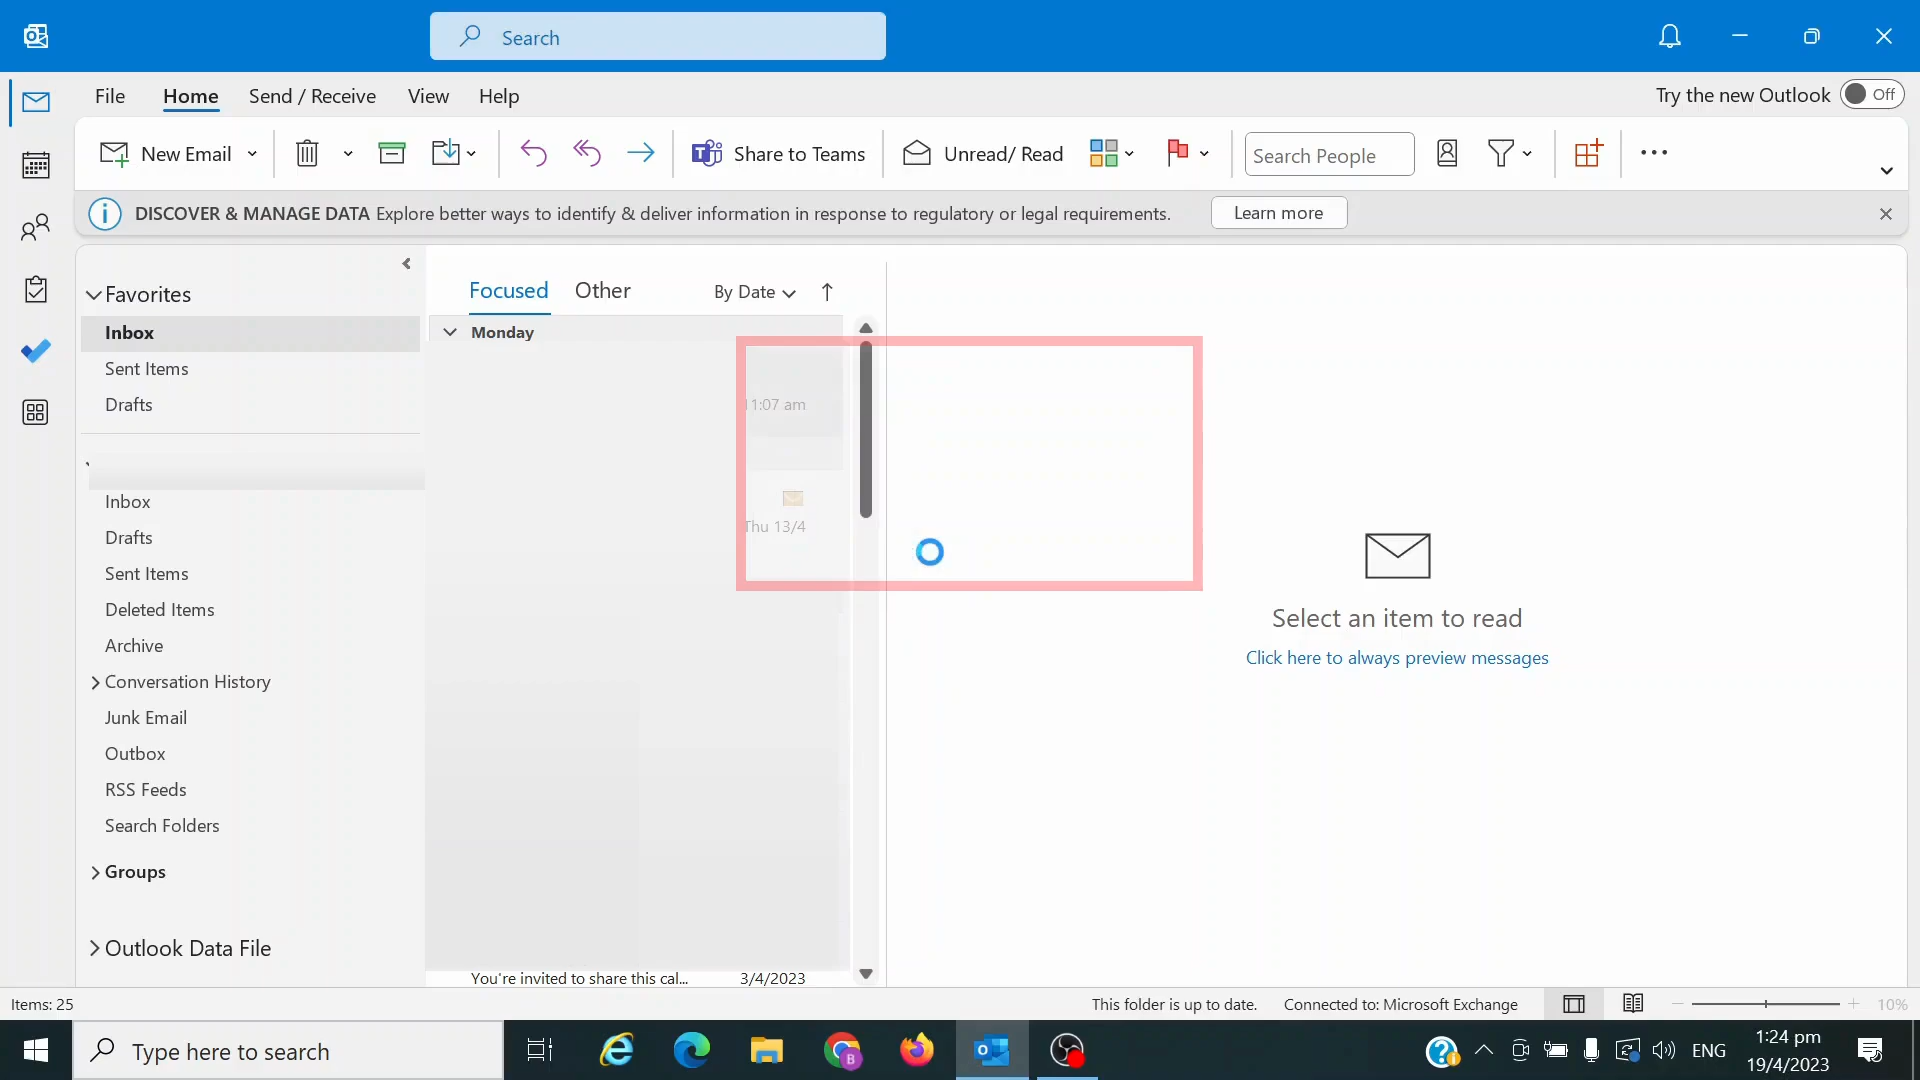 Search
File Home Send / Receive View Help
Try the new Outlook Off
New Email
Share to Teams
Unread/ Read
Search People
DISCOVER & MANAGE DATA Explore better ways to identify & deliver information in response to regulatory or legal requirements.
Learn more
Favorites
Inbox
Sent Items
Drafts
Inbox
Drafts
Sent Items
Deleted Items
Archive
Conversation History
Junk Email
Outbox
RSS Feeds
Search Folders
Groups
Outlook Data File
Focused Other By Date
Monday
11:07 am
Thu 13/4
You're invited to share this cal... 3/4/2023
Select an item to read
Click here to always preview messages
Items: 25
This folder is up to date. Connected to: Microsoft Exchange
10%
Type here to search
ENG
1:24 pm
19/4/2023